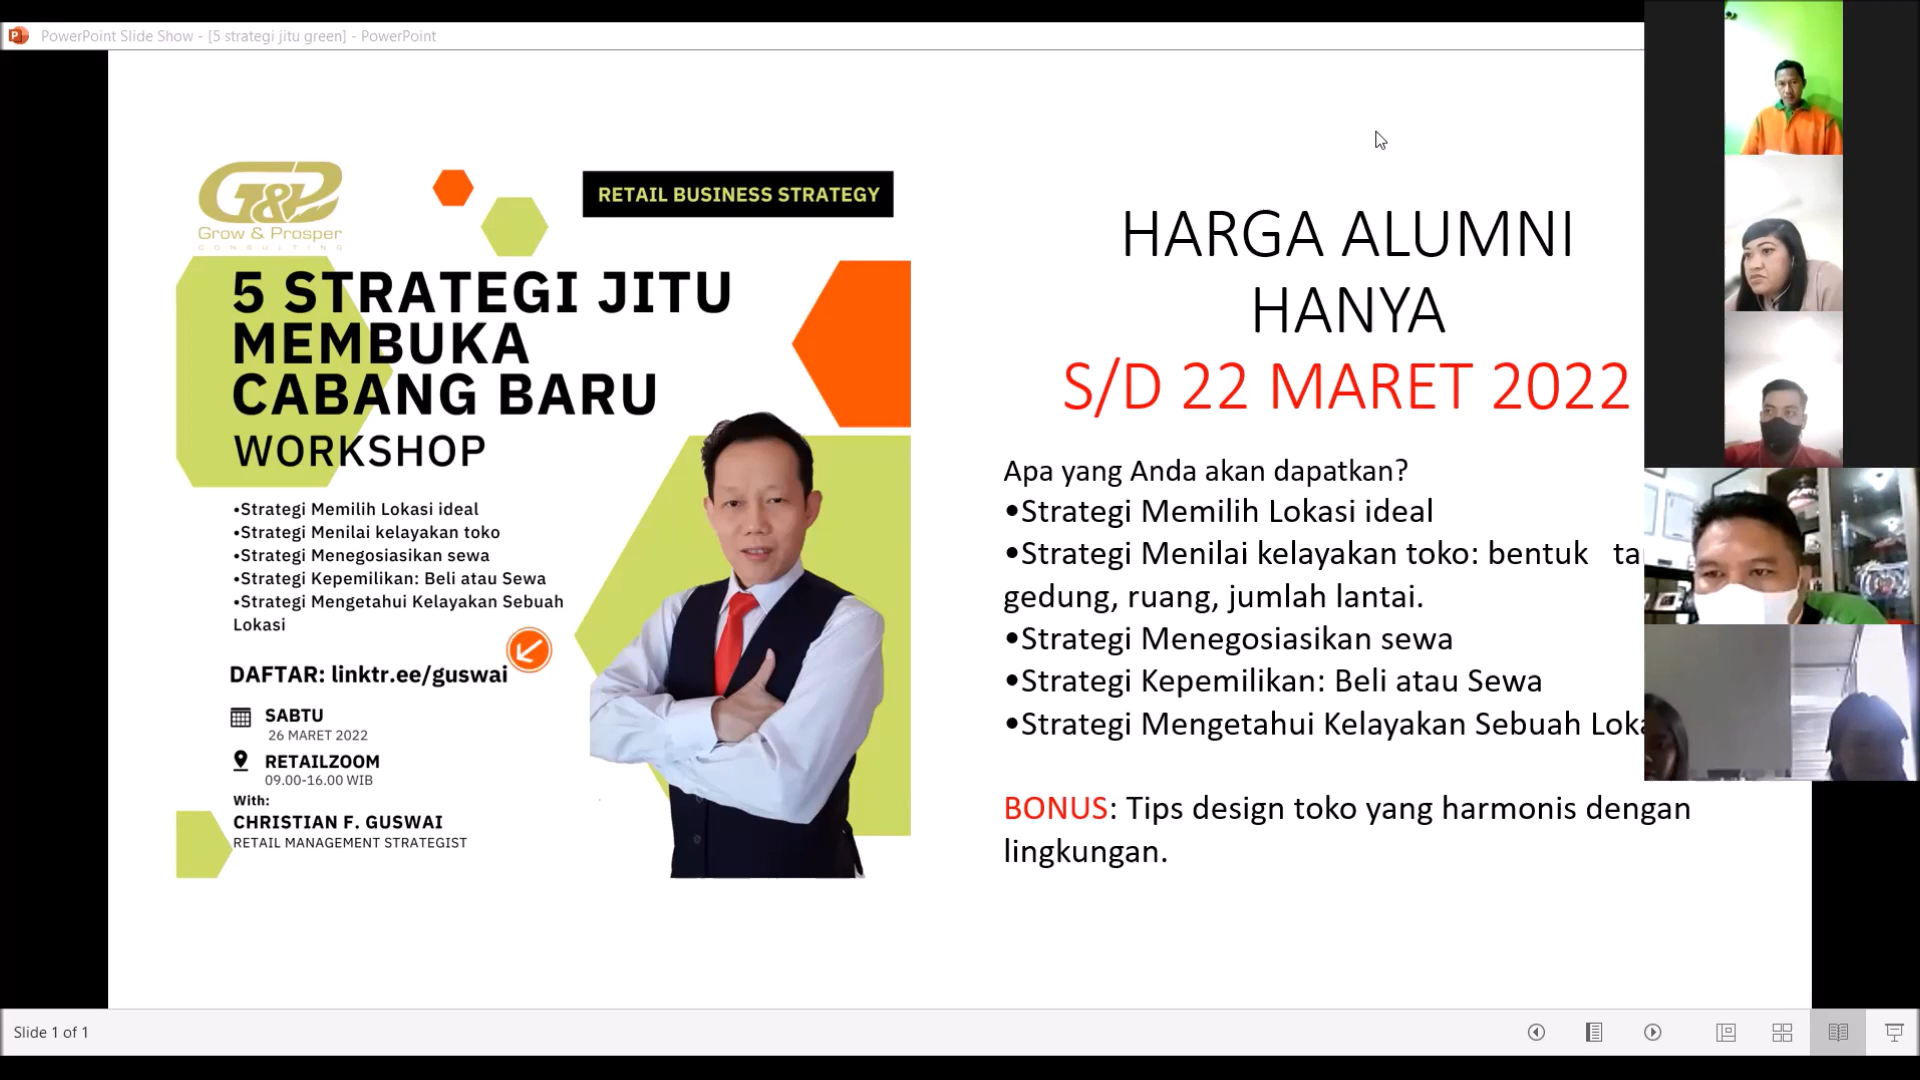 PowerPoint Slide Show - [5 strategi jitu green] - PowerPoint
G&P
Grow & Prosper
CONSULTING
RETAIL BUSINESS STRATEGY
5 STRATEGI JITU
MEMBUKA
CABANG BARU
WORKSHOP
•Strategi Memilih Lokasi ideal
•Strategi Menilai kelayakan toko
•Strategi Menegosiasikan sewa
•Strategi Kepemilikan: Beli atau Sewa
•Strategi Mengetahui Kelayakan Sebuah
Lokasi
DAFTAR: linktr.ee/guswai
SABTU
26 MARET 2022
RETAILZOOM
09.00-16.00 WIB
With:
CHRISTIAN F. GUSWAI
RETAIL MANAGEMENT STRATEGIST
HARGA ALUMNI
HANYA
S/D 22 MARET 2022
Apa yang Anda akan dapatkan?
•Strategi Memilih Lokasi ideal
•Strategi Menilai kelayakan toko: bentuk
gedung, ruang, jumlah lantai.
•Strategi Menegosiasikan sewa
•Strategi Kepemilikan: Beli atau Sewa
•Strategi Mengetahui Kelayakan Sebuah
BONUS: Tips design toko yang harmonis dengan
lingkungan.
Slide 1 of 1